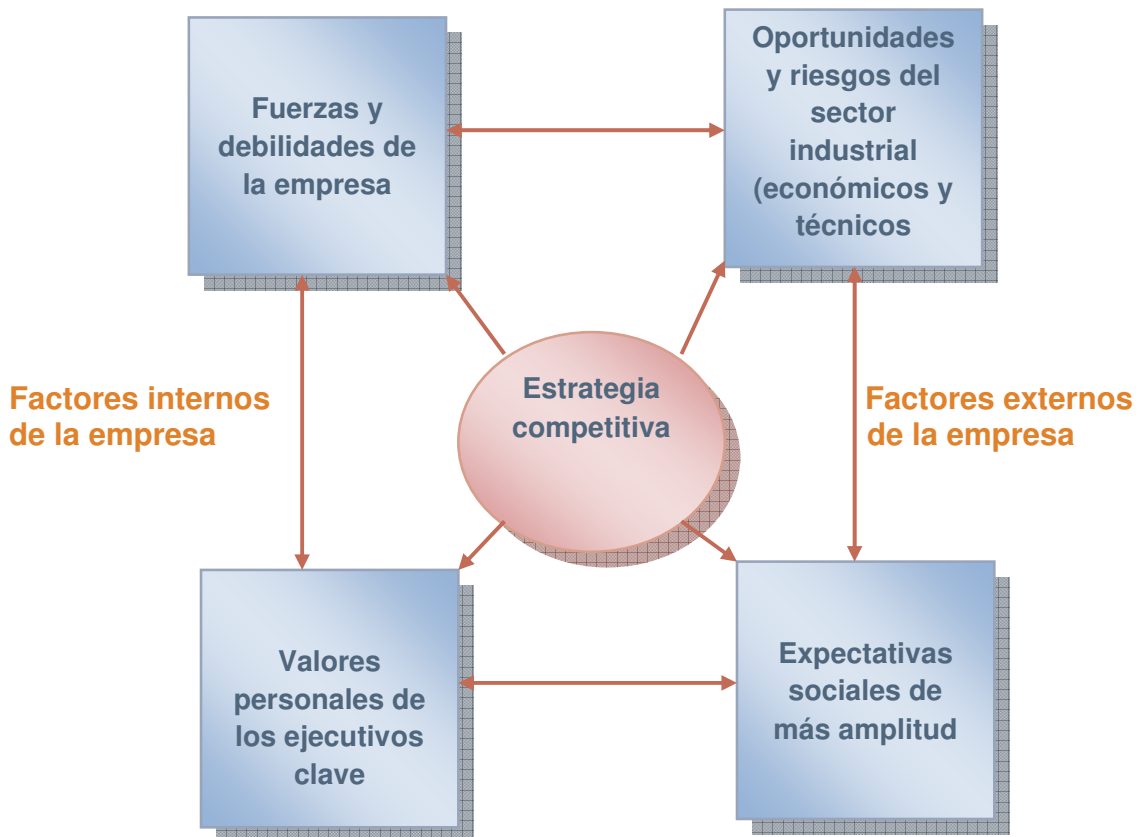 Fuerzas y
debilidades de
la empresa
Oportunidades
y riesgos del
sector
industrial
(económicos y
técnicos
Estrategia
competitiva
Factores internos
de la empresa
Factores externos
de la empresa
Valores
personales de
los ejecutivos
clave
Expectativas
sociales de
más amplitud